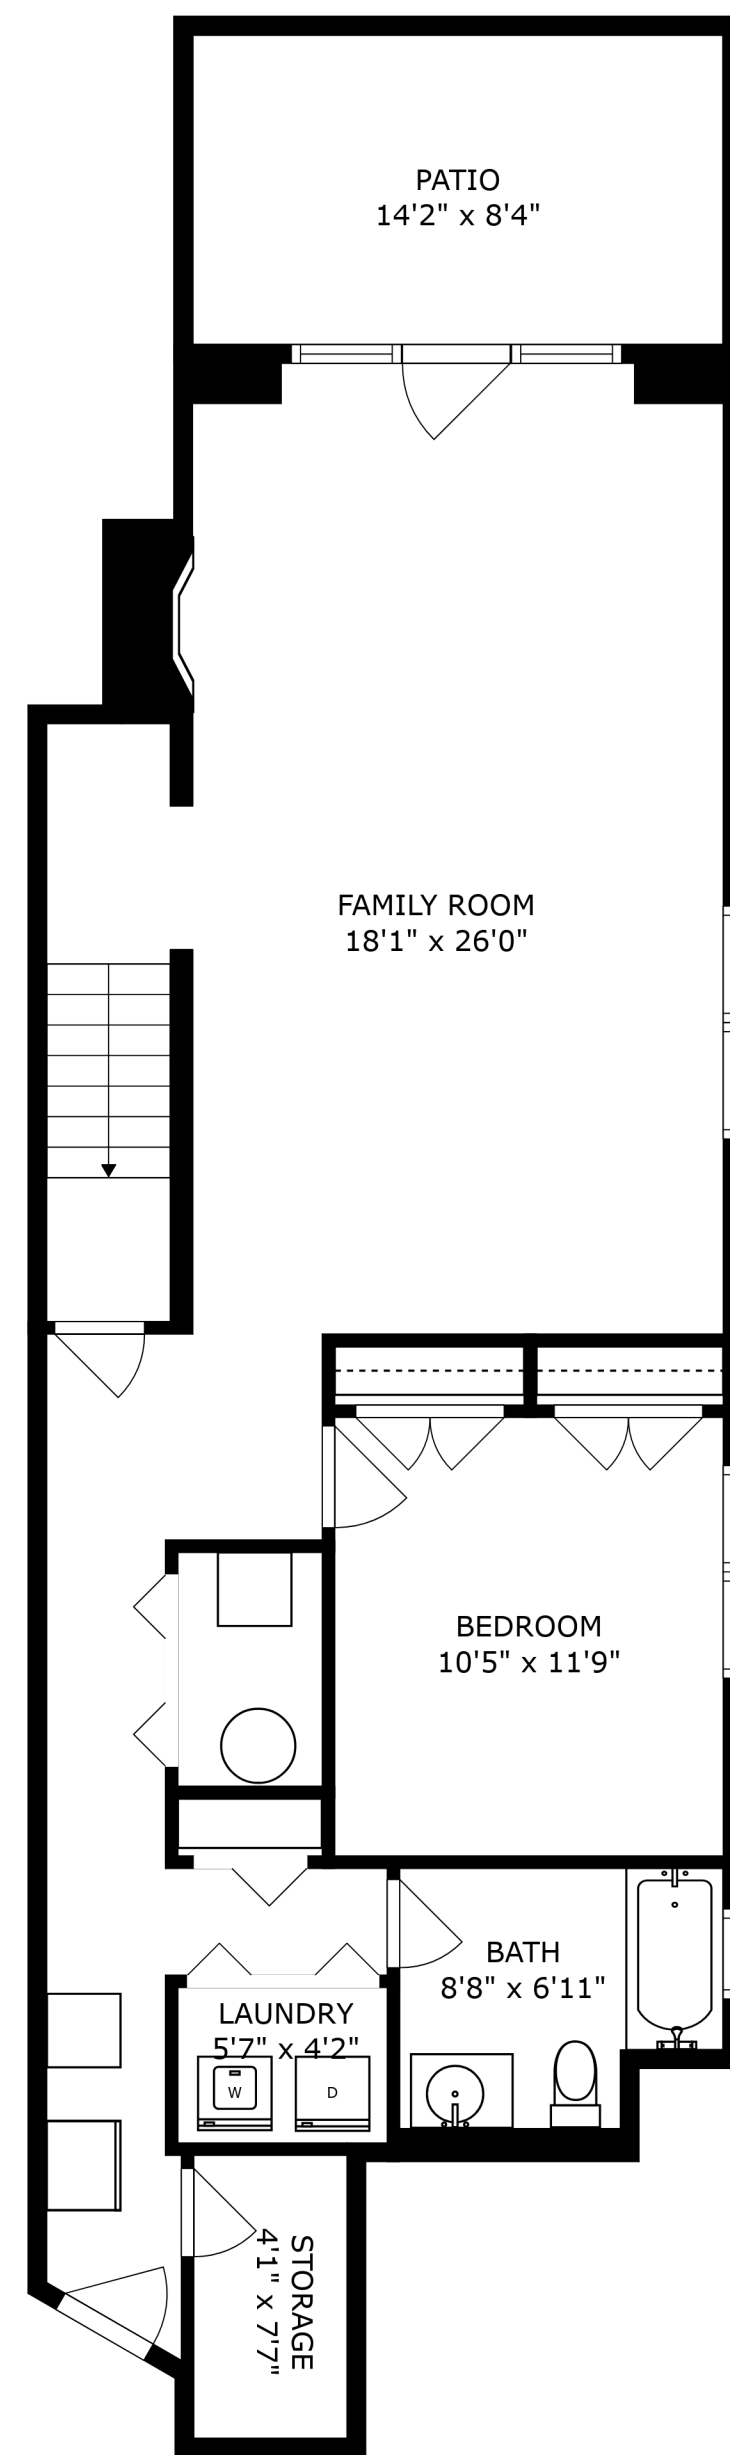 PATIO
14'2" x 8'4"
FAMILY ROOM
18'1" x 26'0"
BEDROOM
10'5" x 11'9"
BATH
8'8" x 6'11"
LAUNDRY
5'7" x 4'2"
W
D
STORAGE
4'1" x 7'7"